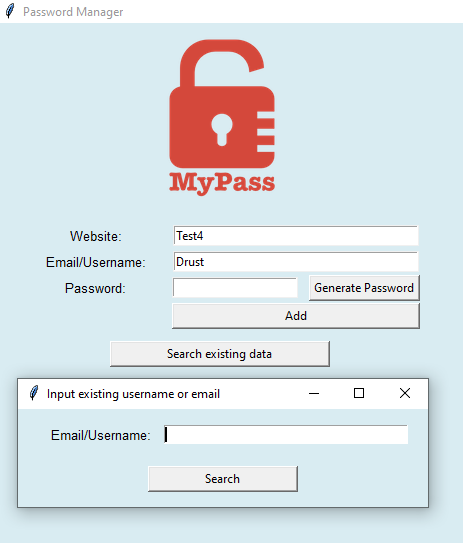 Password Manager
MyPass
Website: Test4
Email/Username: Drust
Password: Generate Password
Add
Search existing data
Input existing username or email
Email/Username:
Search